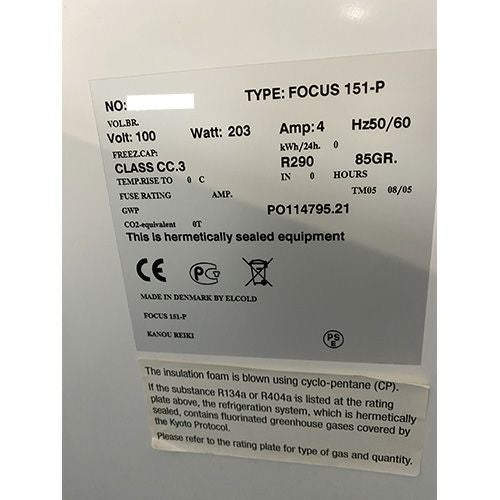 NO:
TYPE: FOCUS 151-P
VOL.BR.
Volt: 100 Watt: 203 Amp: 4 Hz50/60
FREEZ.CAP: kWh/24h. 0
CLASS CC.3 R290 85GR.
TEMP.RISE TO 0 C IN 0 HOURS
FUSE RATING AMP. TM05 08/05
GWP PO114795.21
CO2-equivalent 0T
This is hermetically sealed equipment
CE PC
MADE IN DENMARK BY ELCOLD
FOCUS 151-P
KANOU REIKI
PS
E
The insulation foam is blown using cyclo-pentane (CP).
If the substance R134a or R404a is listed at the rating
plate above, the refrigeration system, which is hermetically
sealed, contains fluorinated greenhouse gases covered by
the Kyoto Protocol.
Please refer to the rating plate for type of gas and quantity.